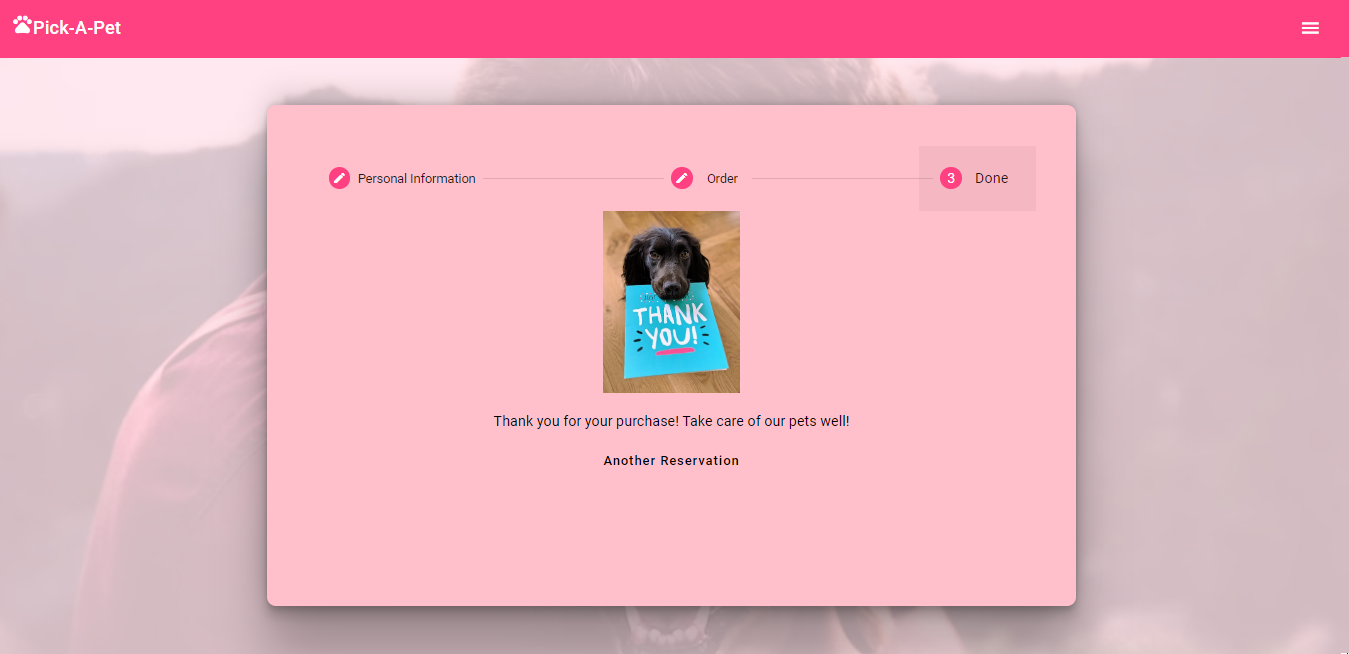 Pick-A-Pet
Personal Information
Order
3 Done
THANK
YOU!
Thank you for your purchase! Take care of our pets well!
Another Reservation